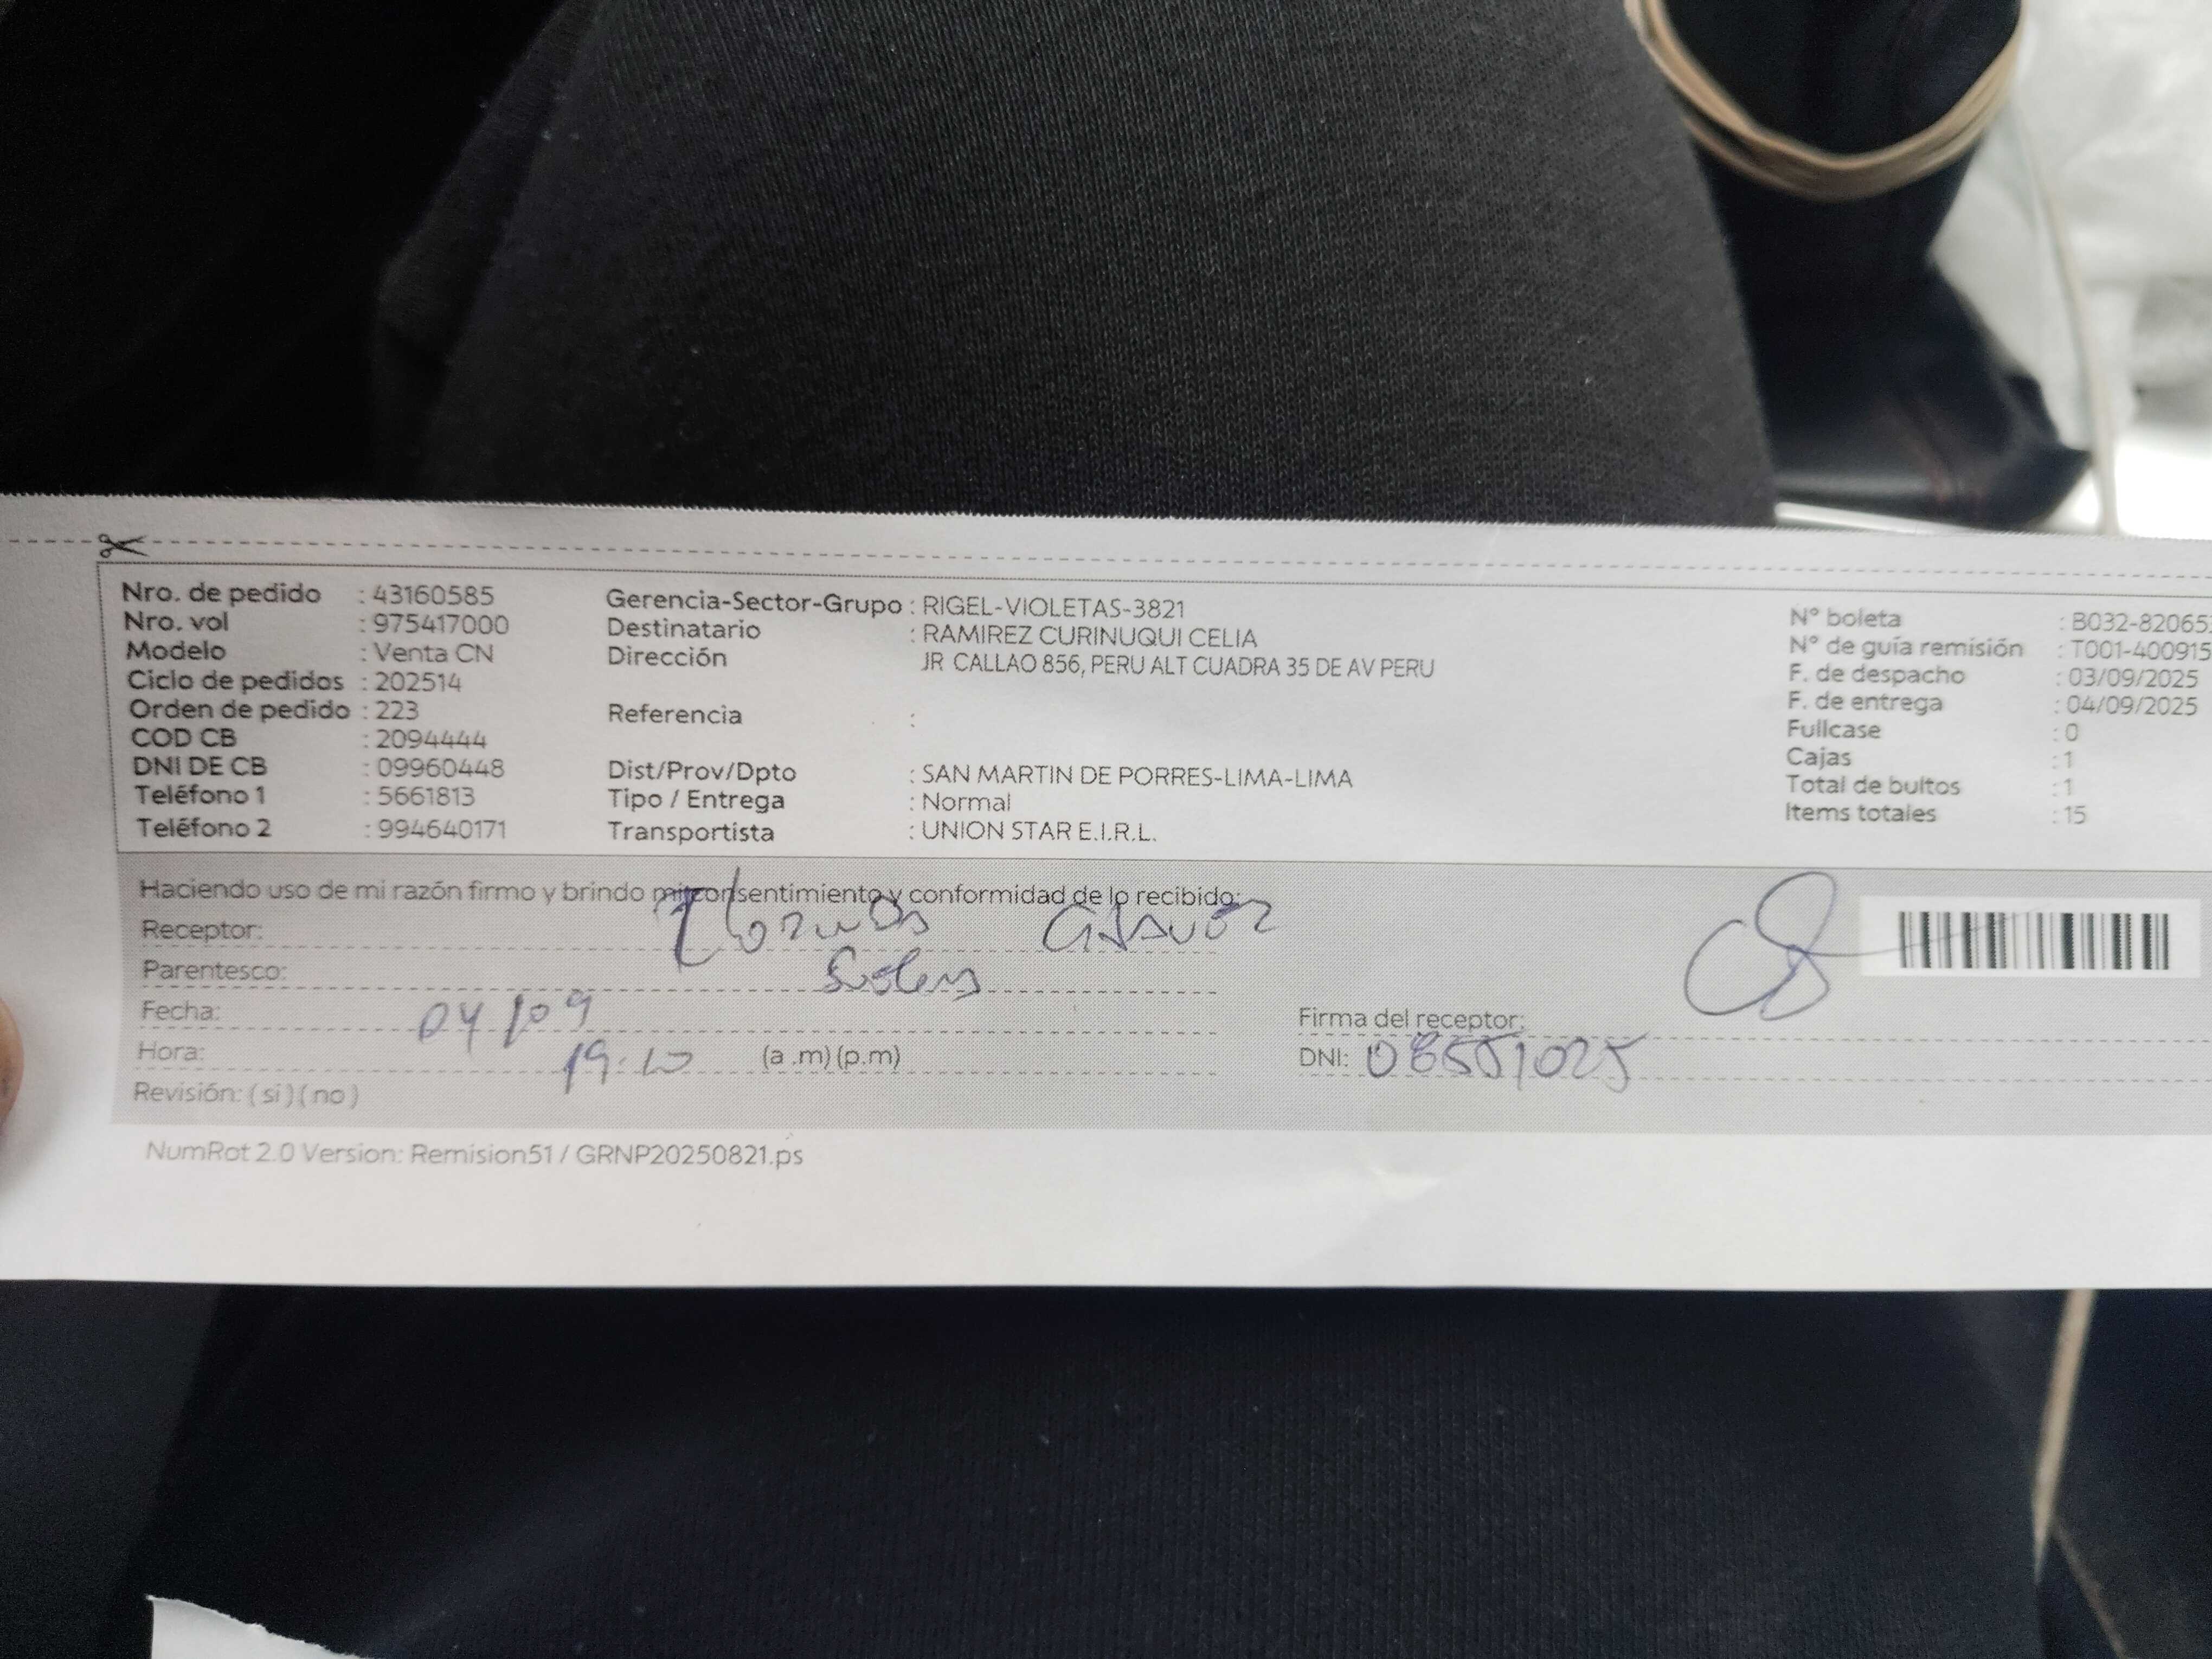 Nro. de pedido : 43160585
Nro. vol : 975417000
Modelo : Venta CN
Ciclo de pedidos : 202514
Orden de pedido : 223
COD CB : 2094444
DNI DE CB : 09960448
Teléfono 1 : 5661813
Teléfono 2 : 994640171
Gerencia-Sector-Grupo : RIGEL-VIOLETAS-3821
Destinatario : RAMIREZ CURINUQUI CELIA
Dirección JR CALLAO 856, PERU ALT CUADRA 35 DE AV PERU
Referencia :
Dist/Prov/Dpto : SAN MARTIN DE PORRES-LIMA-LIMA
Tipo / Entrega : Normal
Transportista : UNION STAR E.I.R.L.
N° boleta : B032-82065
N° de guía remisión : T001-400915
F. de despacho : 03/09/2025
F. de entrega : 04/09/2025
Fullcase : 0
Cajas : 1
Total de bultos : 1
Items totales : 15
Haciendo uso de mi razón firmo y brindo mi consentimiento y conformidad de lo recibido:
Receptor:
Parentesco:
Fecha: 04/09
Hora: 19:10 (a .m) (p.m)
Revisión: ( si ) ( no )
Firma del receptor:
DNI: 08551025
NumRot 2.0 Version: Remision51 / GRNP20250821.ps